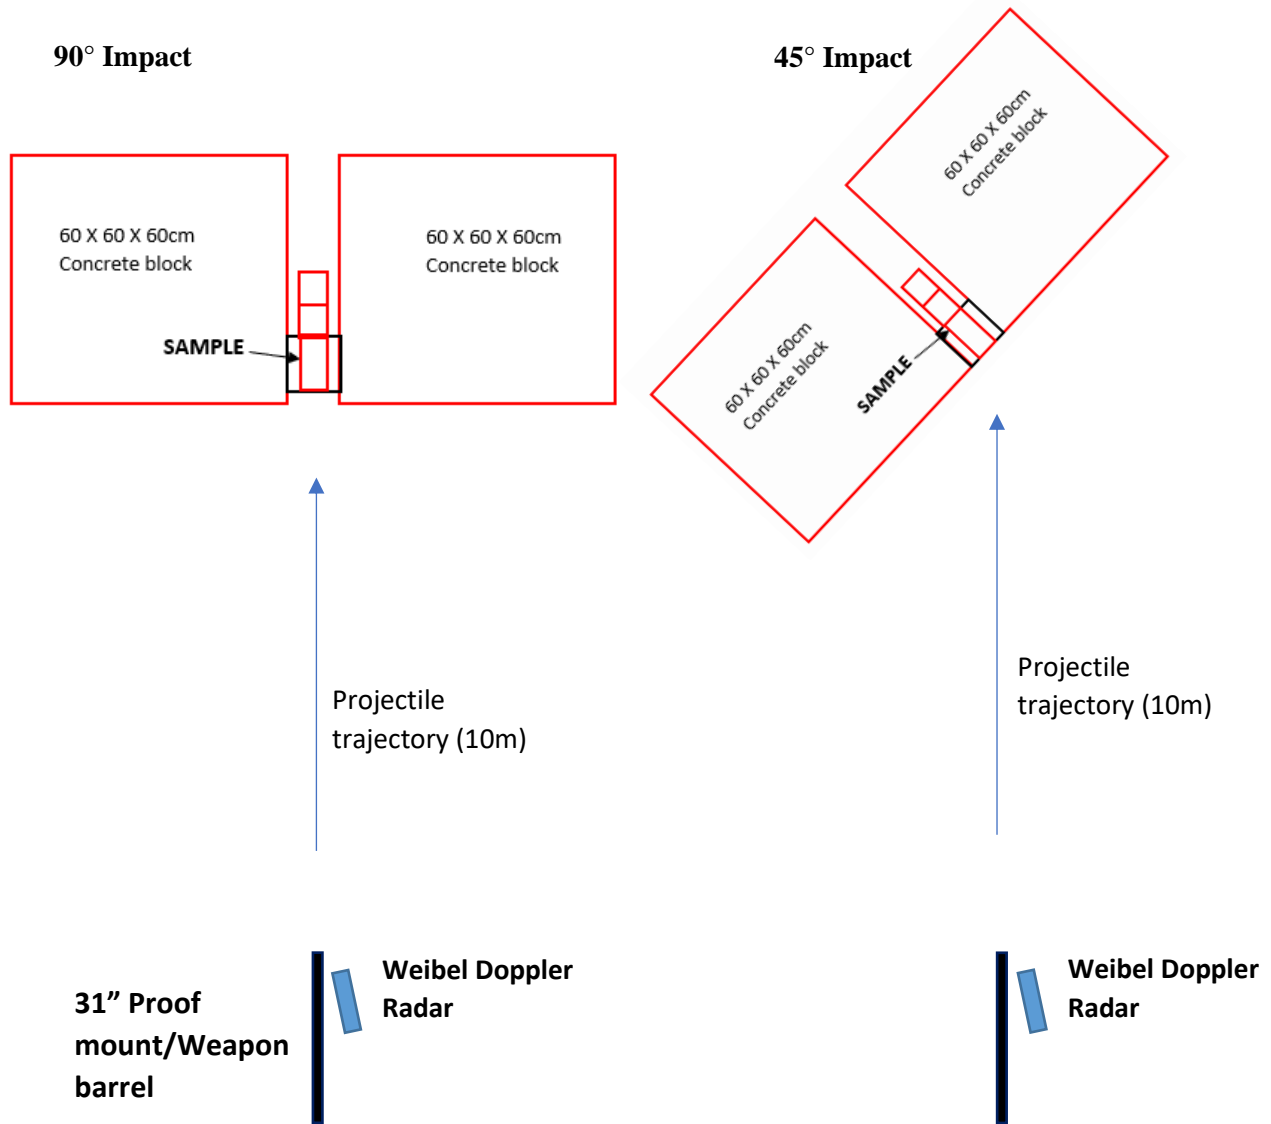 90° Impact
60 X 60 X 60cm
Concrete block
60 X 60 X 60cm
Concrete block
SAMPLE
Projectile
trajectory (10m)
31” Proof
mount/Weapon
barrel
Weibel Doppler
Radar
45° Impact
60 X 60 X 60cm
Concrete block
60 X 60 X 60cm
Concrete block
SAMPLE
Projectile
trajectory (10m)
Weibel Doppler
Radar